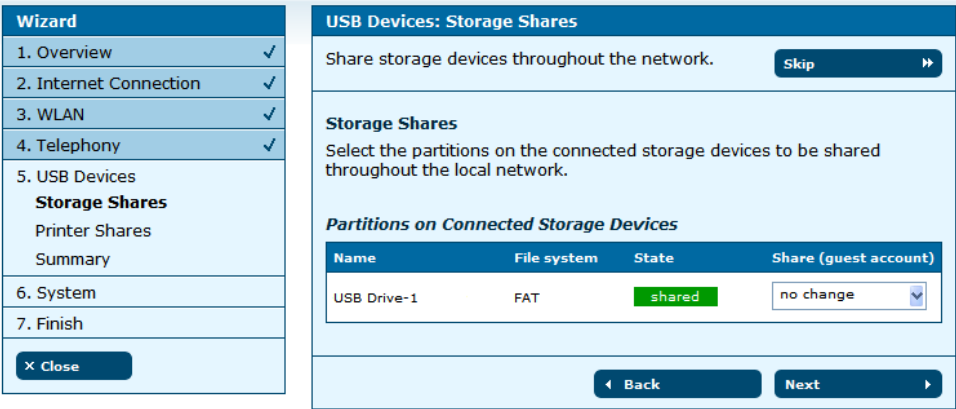 Wizard
1. Overview
2. Internet Connection
3. WLAN
4. Telephony
5. USB Devices
Storage Shares
Printer Shares
Summary
6. System
7. Finish
× Close
USB Devices: Storage Shares
Share storage devices throughout the network.
Skip
Storage Shares
Select the partitions on the connected storage devices to be shared
throughout the local network.
Partitions on Connected Storage Devices
Name File system State Share (guest account)
USB Drive-1 FAT shared no change
Back Next